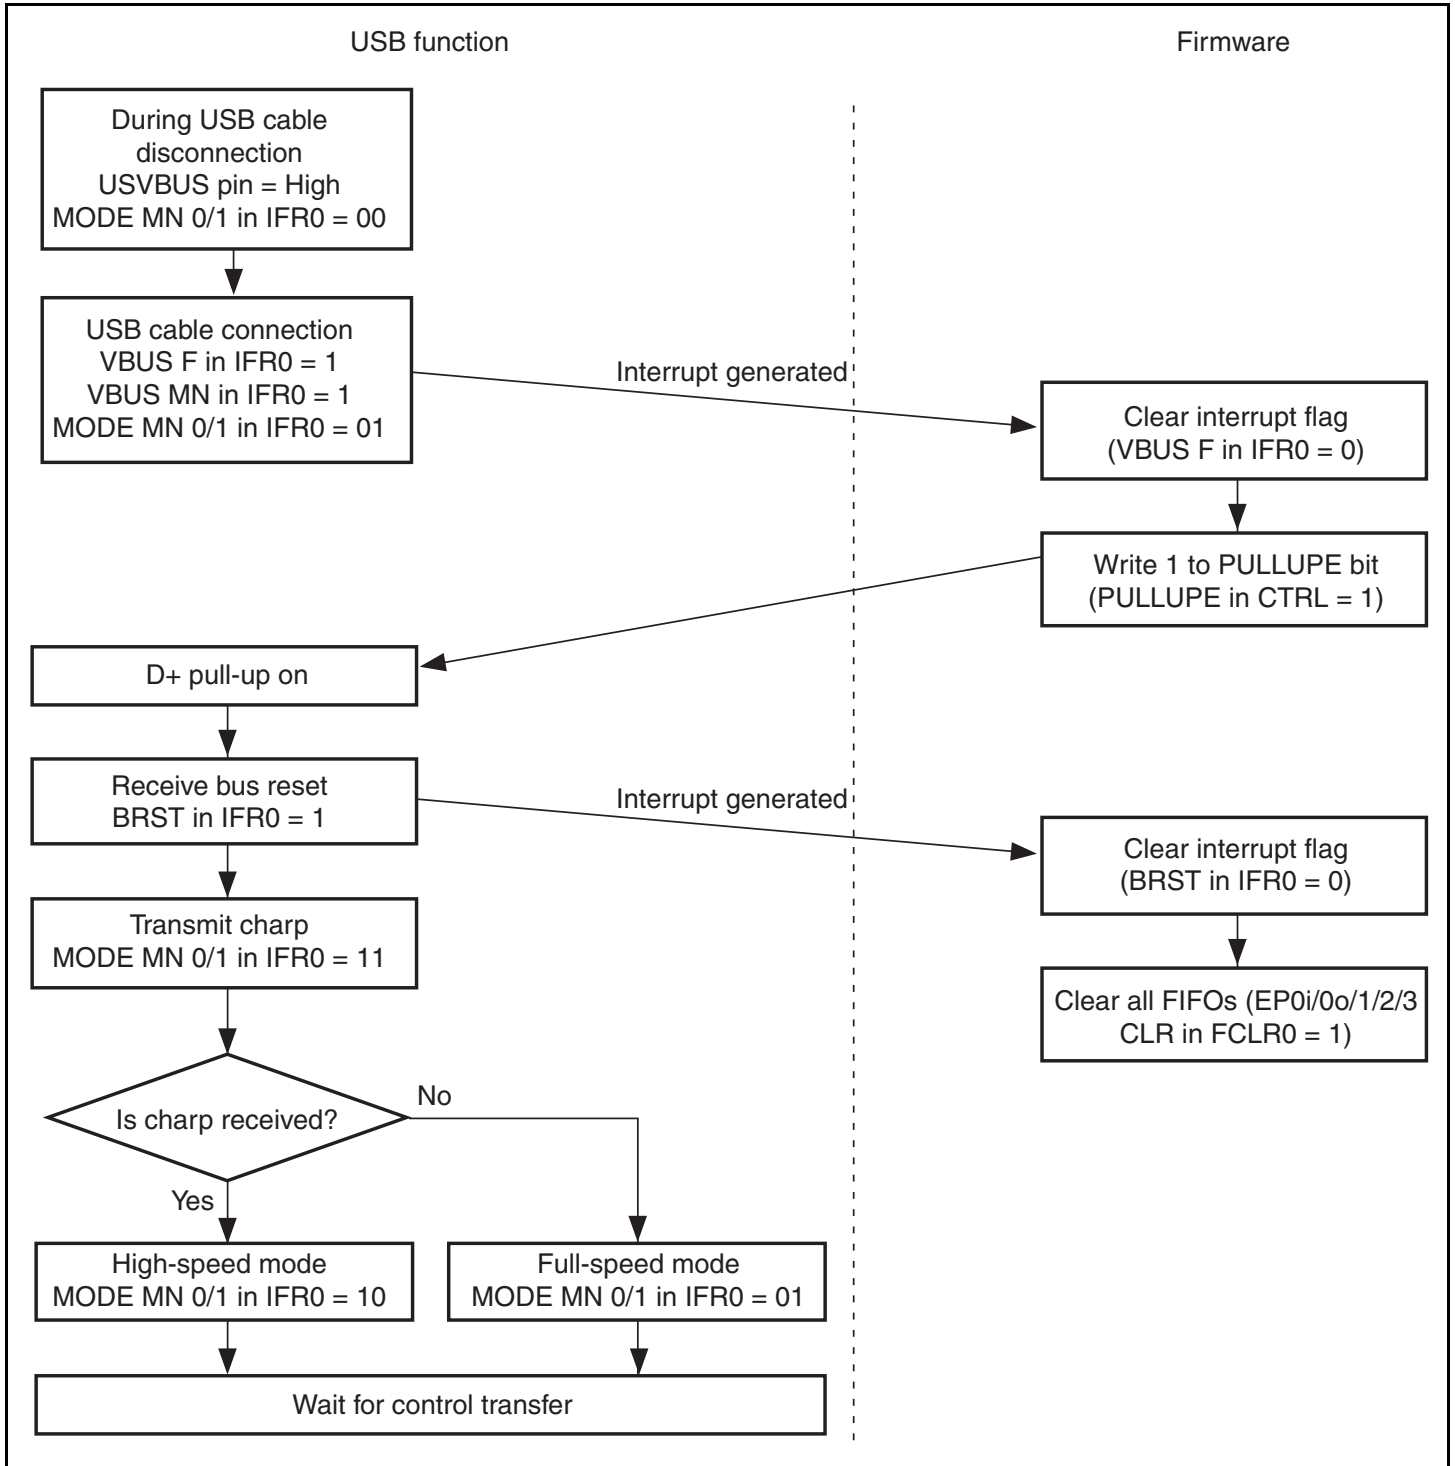 USB function
Firmware
During USB cable
disconnection
USVBUS pin = High
MODE MN 0/1 in IFR0 = 00
USB cable connection
VBUS F in IFR0 = 1
VBUS MN in IFR0 = 1
MODE MN 0/1 in IFR0 = 01
Interrupt generated
Clear interrupt flag
(VBUS F in IFR0 = 0)
Write 1 to PULLUPE bit
(PULLUPE in CTRL = 1)
D+ pull-up on
Receive bus reset
BRST in IFR0 = 1
Interrupt generated
Clear interrupt flag
(BRST in IFR0 = 0)
Transmit charp
MODE MN 0/1 in IFR0 = 11
Clear all FIFOs (EP0i/0o/1/2/3
CLR in FCLR0 = 1)
Is charp received?
No
Yes
High-speed mode
MODE MN 0/1 in IFR0 = 10
Full-speed mode
MODE MN 0/1 in IFR0 = 01
Wait for control transfer